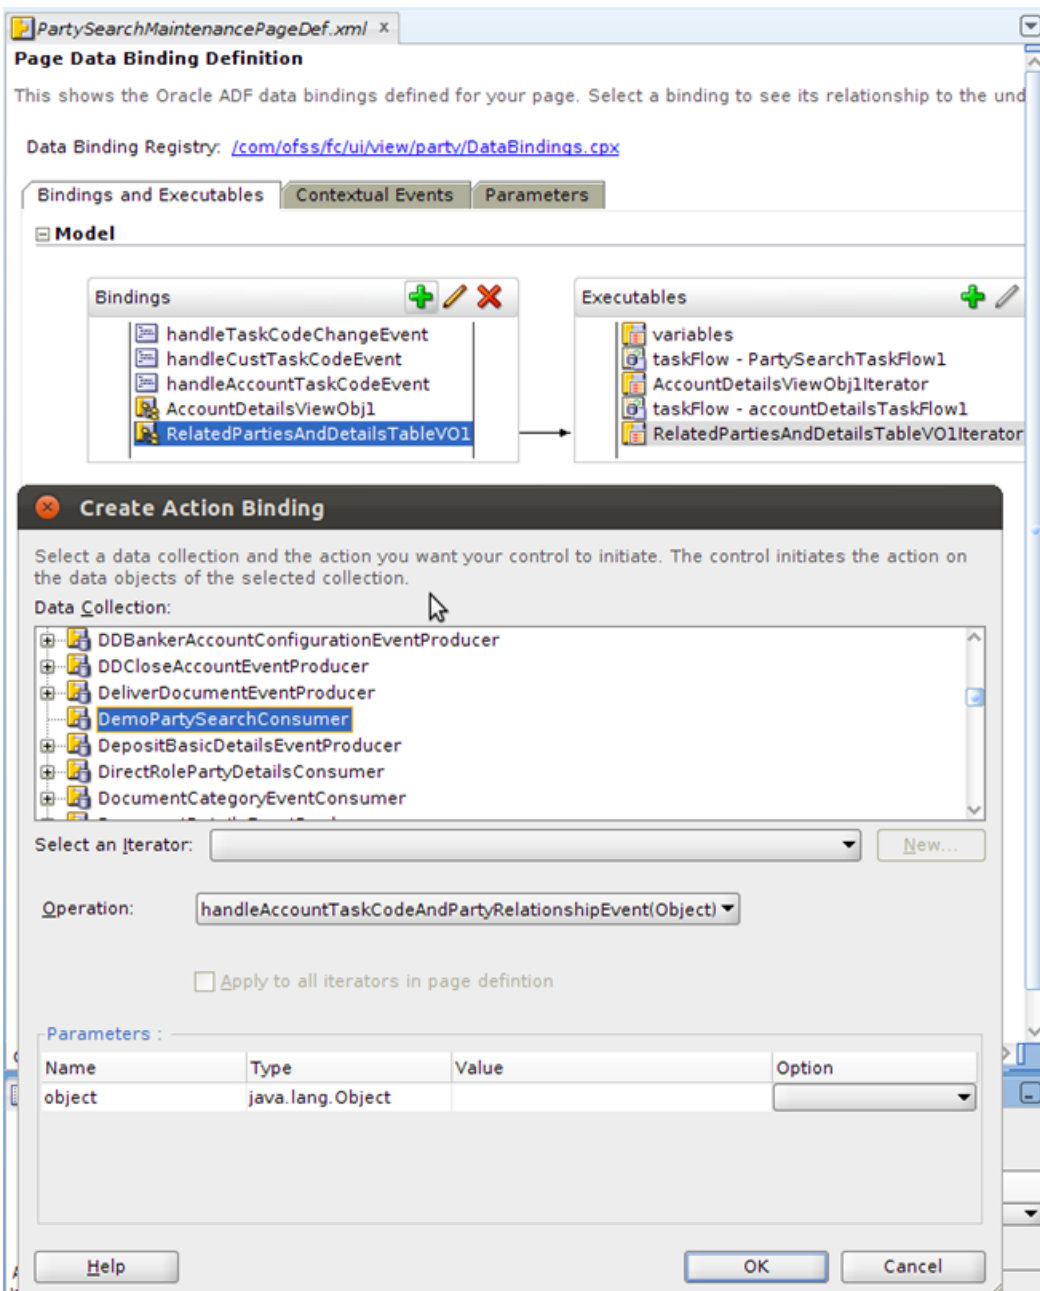 PartySearchMaintenancePageDef.xml x
Page Data Binding Definition
This shows the Oracle ADF data bindings defined for your page. Select a binding to see its relationship to the und
Data Binding Registry: /com/ofss/fc/ui/view/party/DataBindings.cpx
Bindings and Executables Contextual Events Parameters
Model
Bindings Executables
handleTaskCodeChangeEvent variables
handleCustTaskCodeEvent taskFlow - PartySearchTaskFlow1
handleAccountTaskCodeEvent AccountDetailsViewObj1Iterator
AccountDetailsViewObj1 taskFlow - accountDetailsTaskFlow1
RelatedPartiesAndDetailsTableVO1 RelatedPartiesAndDetailsTableVO1Iterator
Create Action Binding
Select a data collection and the action you want your control to initiate. The control initiates the action on
the data objects of the selected collection.
Data Collection:
DDBankerAccountConfigurationEventProducer
DDCloseAccountEventProducer
DeliverDocumentEventProducer
DemoPartySearchConsumer
DepositBasicDetailsEventProducer
DirectRolePartyDetailsConsumer
DocumentCategoryEventConsumer
Select an Iterator: New...
Operation: handleAccountTaskCodeAndPartyRelationshipEvent(Object)
Apply to all iterators in page defintion
Parameters :
Name Type Value Option
object java.lang.Object
Help OK Cancel